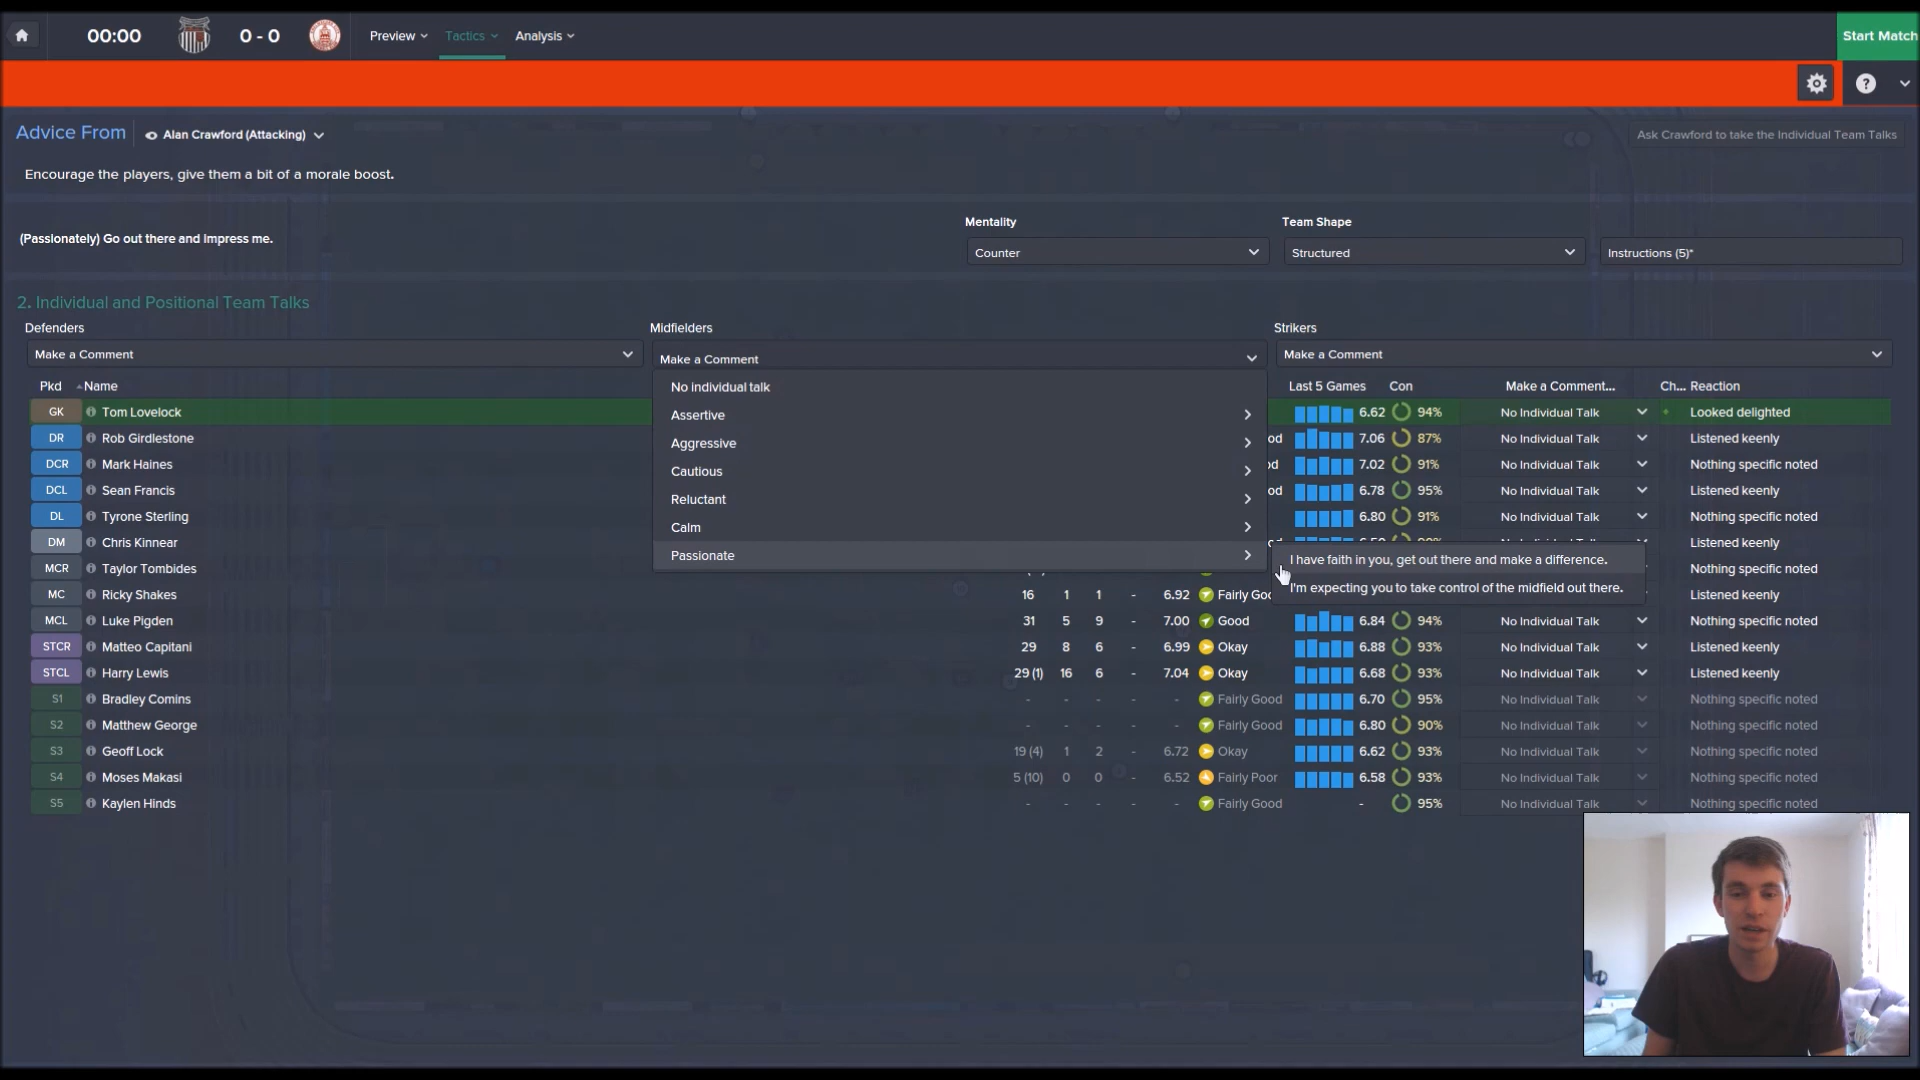 00:00 0 - 0 Preview Tactics Analysis Start Match
?
Advice From Alan Crawford (Attacking) Ask Crawford to take the Individual Team Talks
Encourage the players, give them a bit of a morale boost.
Mentality Team Shape
(Passionately) Go out there and impress me.
Counter Structured Instructions (5)*
2. Individual and Positional Team Talks
Defenders Midfielders Strikers
Make a Comment Make a Comment Make a Comment
Pkd Name No individual talk Last 5 Games Con Make a Comment... Ch... Reaction
GK Tom Lovelock Assertive 6.62 94% No Individual Talk Looked delighted
DR Rob Girdlestone Aggressive od 7.06 87% No Individual Talk Listened keenly
DCR Mark Haines Cautious od 7.02 91% No Individual Talk Nothing specific noted
DCL Sean Francis Reluctant od 6.78 95% No Individual Talk Listened keenly
DL Tyrone Sterling Calm 6.80 91% No Individual Talk Nothing specific noted
DM Chris Kinnear Passionate Listened keenly
I have faith in you, get out there and make a difference.
MCR Taylor Tombides Nothing specific noted
I'm expecting you to take control of the midfield out there.
MC Ricky Shakes 16 1 1 - 6.92 Fairly Goo Listened keenly
MCL Luke Pigden 31 5 9 - 7.00 Good 6.84 94% No Individual Talk Nothing specific noted
STCR Matteo Capitani 29 8 6 - 6.99 Okay 6.88 93% No Individual Talk Listened keenly
STCL Harry Lewis 29 (1) 16 6 - 7.04 Okay 6.68 93% No Individual Talk Listened keenly
S1 Bradley Comins - - - - - Fairly Good 6.70 95% No Individual Talk Nothing specific noted
S2 Matthew George - - - - - Fairly Good 6.80 90% No Individual Talk Nothing specific noted
S3 Geoff Lock 19 (4) 1 2 - 6.72 Okay 6.62 93% No Individual Talk Nothing specific noted
S4 Moses Makasi 5 (10) 0 0 - 6.52 Fairly Poor 6.58 93% No Individual Talk Nothing specific noted
S5 Kaylen Hinds - - - - - Fairly Good - 95% No Individual Talk Nothing specific noted